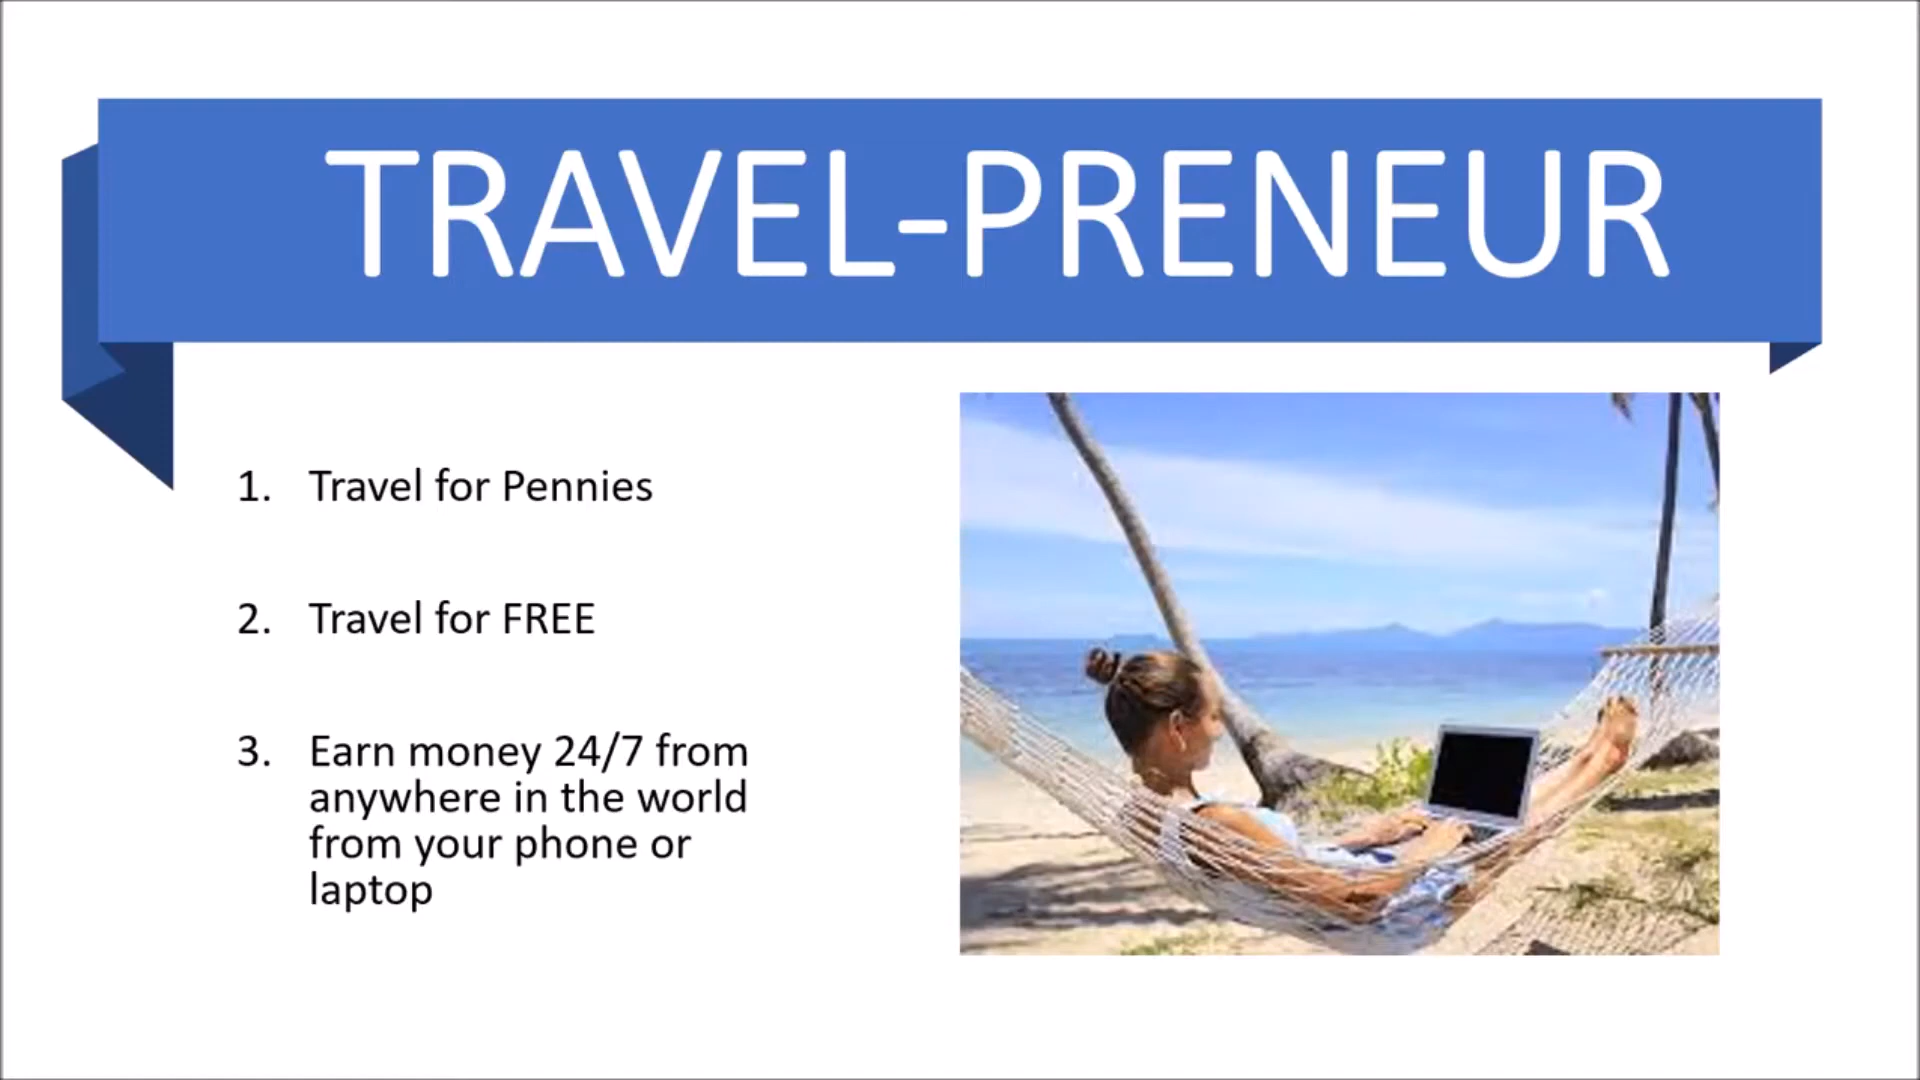 TRAVEL-PRENEUR
1. Travel for Pennies
2. Travel for FREE
3. Earn money 24/7 from
anywhere in the world
from your phone or
laptop